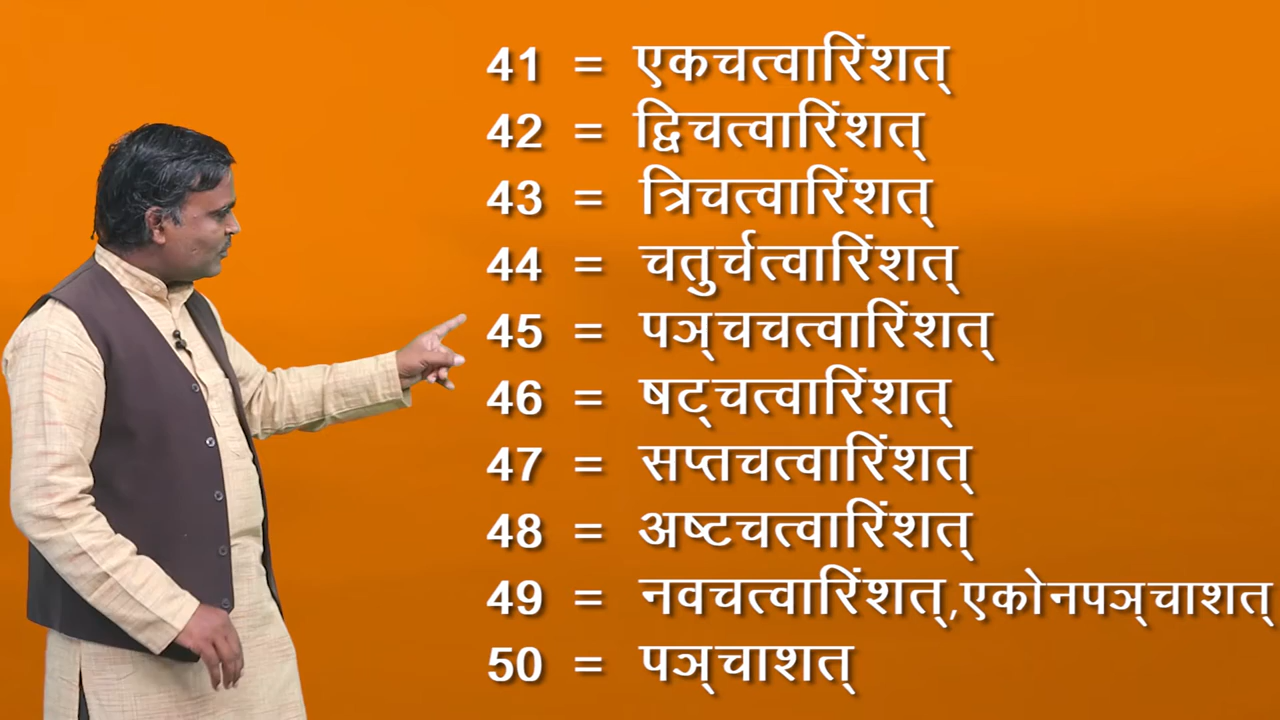 41 = एकचत्वारिंशत्
42 = द्विचत्वारिंशत्
43 = त्रिचत्वारिंशत्
44 = चतुर्चत्वारिंशत्
45 = पञ्चचत्वारिंशत्
46 = षट्चत्वारिंशत्
47 = सप्तचत्वारिंशत्
48 = अष्टचत्वारिंशत्
49 = नवचत्वारिंशत्,एकोनपञ्चाशत्
50 = पञ्चाशत्